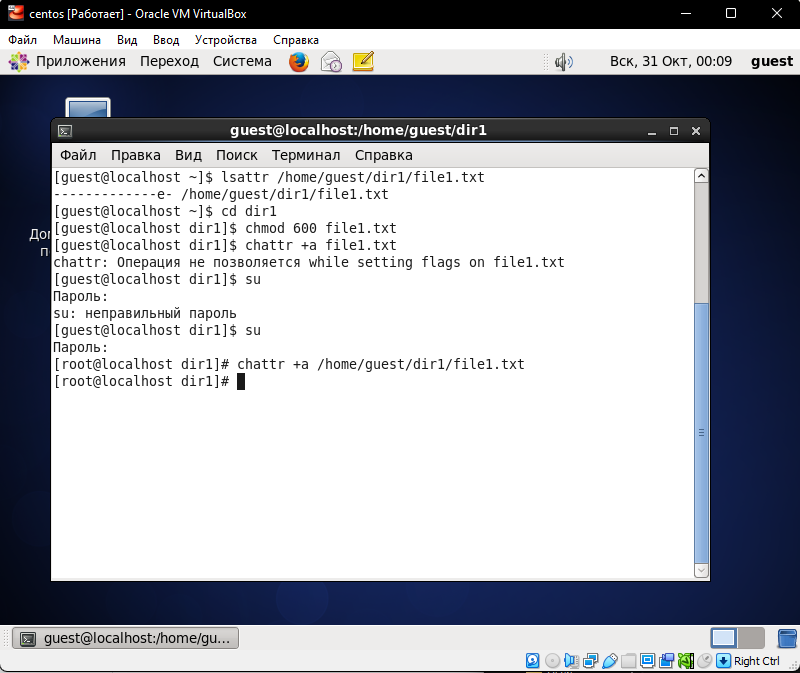 centos [Работает] - Oracle VM VirtualBox
Файл Машина Вид Ввод Устройства Справка
Приложения Переход Система Вск, 31 Окт, 00:09 guest
guest@localhost:/home/guest/dir1
Файл Правка Вид Поиск Терминал Справка
[guest@localhost ~]$ lsattr /home/guest/dir1/file1.txt
-------------e- /home/guest/dir1/file1.txt
[guest@localhost ~]$ cd dir1
[guest@localhost dir1]$ chmod 600 file1.txt
[guest@localhost dir1]$ chattr +a file1.txt
chattr: Операция не позволяется while setting flags on file1.txt
[guest@localhost dir1]$ su
Пароль:
su: неправильный пароль
[guest@localhost dir1]$ su
Пароль:
[root@localhost dir1]# chattr +a /home/guest/dir1/file1.txt
[root@localhost dir1]#
guest@localhost:/home/gu...
Right Ctrl